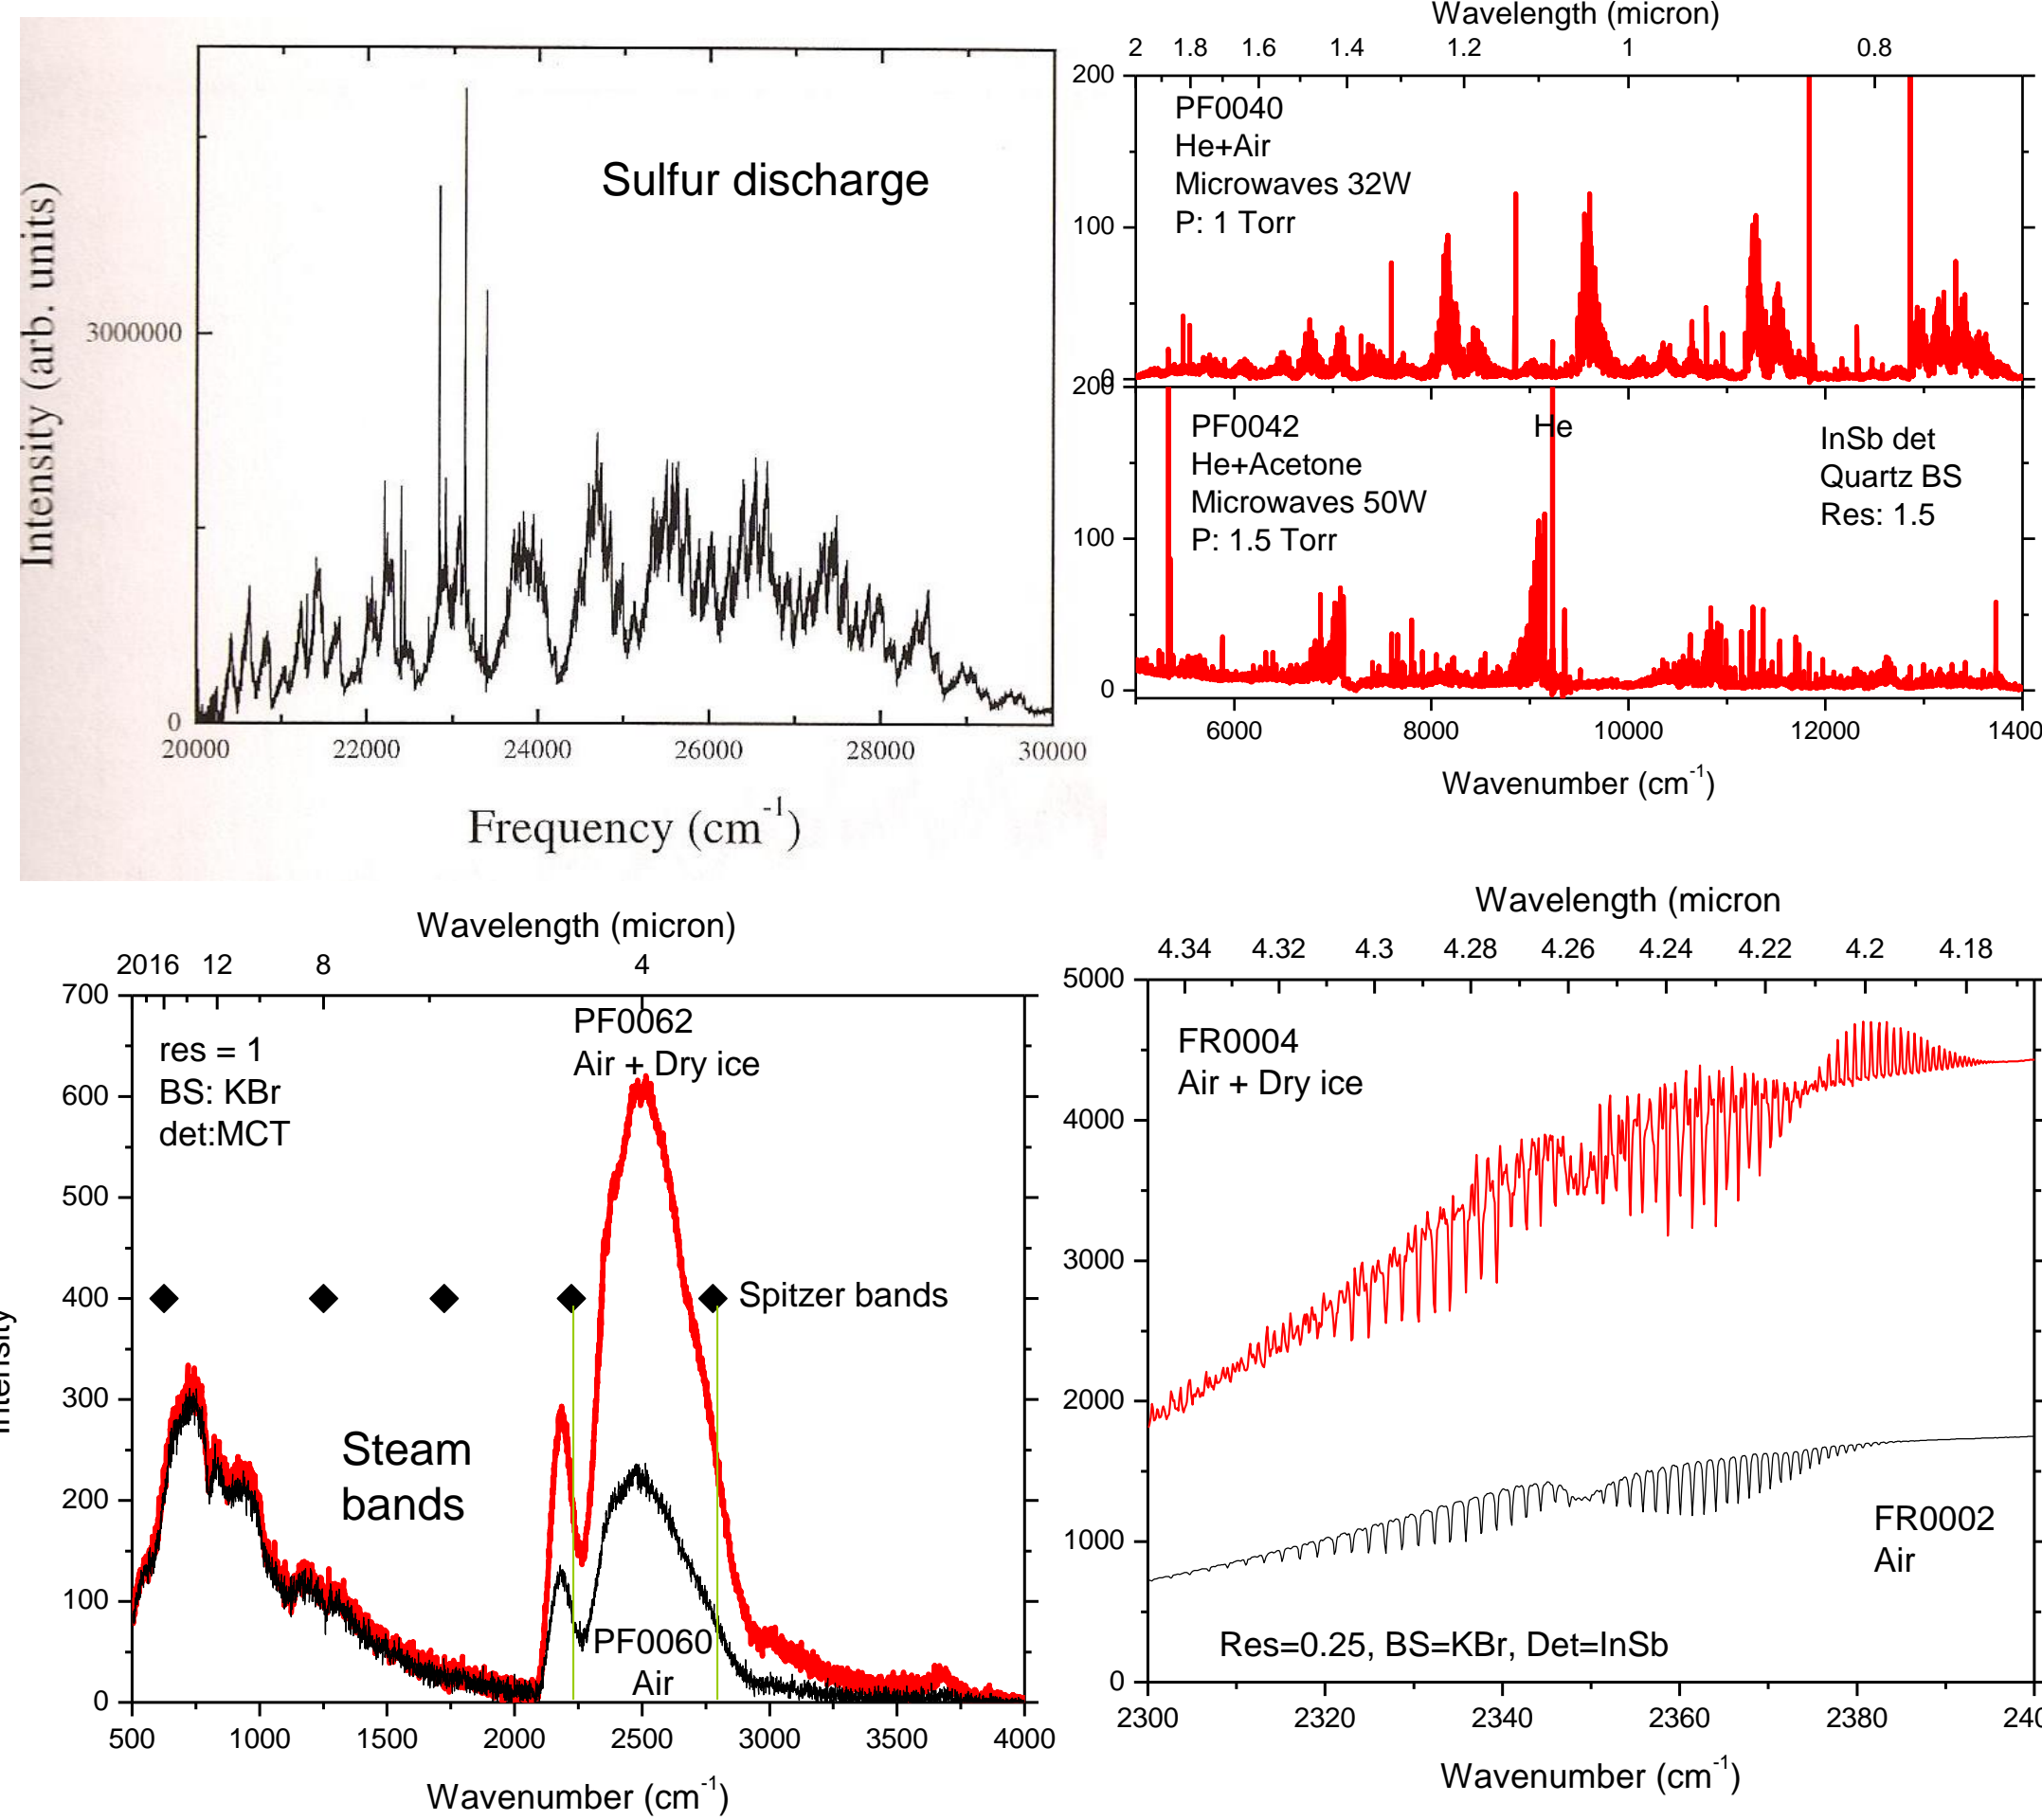 Sulfur discharge
Intensity (arb. units)
3000000
0
20000 22000 24000 26000 28000 30000
Frequency (cm-1)
Wavelength (micron)
2 1.8 1.6 1.4 1.2 1 0.8
200
100
0
PF0040
He+Air
Microwaves 32W
P: 1 Torr
200
100
0
PF0042
He+Acetone
Microwaves 50W
P: 1.5 Torr
He
InSb det
Quartz BS
Res: 1.5
6000 8000 10000 12000 1400
Wavenumber (cm-1)
Wavelength (micron)
2016 12 8 4
700
600
500
400
300
200
100
0
res = 1
BS: KBr
det:MCT
PF0062
Air + Dry ice
Spitzer bands
Steam
bands
PF0060
Air
500 1000 1500 2000 2500 3000 3500 4000
Wavenumber (cm-1)
Wavelength (micron
4.34 4.32 4.3 4.28 4.26 4.24 4.22 4.2 4.18
5000
4000
3000
2000
1000
0
FR0004
Air + Dry ice
FR0002
Air
Res=0.25, BS=KBr, Det=InSb
2300 2320 2340 2360 2380 240
Wavenumber (cm-1)